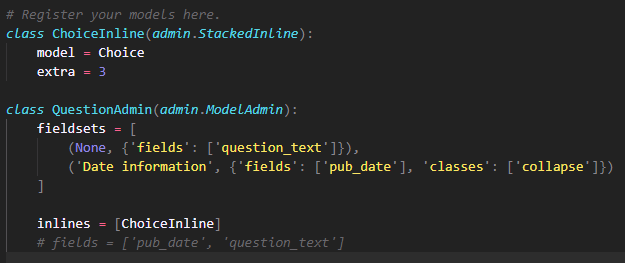 # Register your models here.
class ChoiceInline(admin.StackedInline):
    model = Choice
    extra = 3

class QuestionAdmin(admin.ModelAdmin):
    fieldsets = [
        (None, {'fields': ['question_text']}),
        ('Date information', {'fields': ['pub_date'], 'classes': ['collapse']})
    ]

    inlines = [ChoiceInline]
    # fields = ['pub_date', 'question_text']